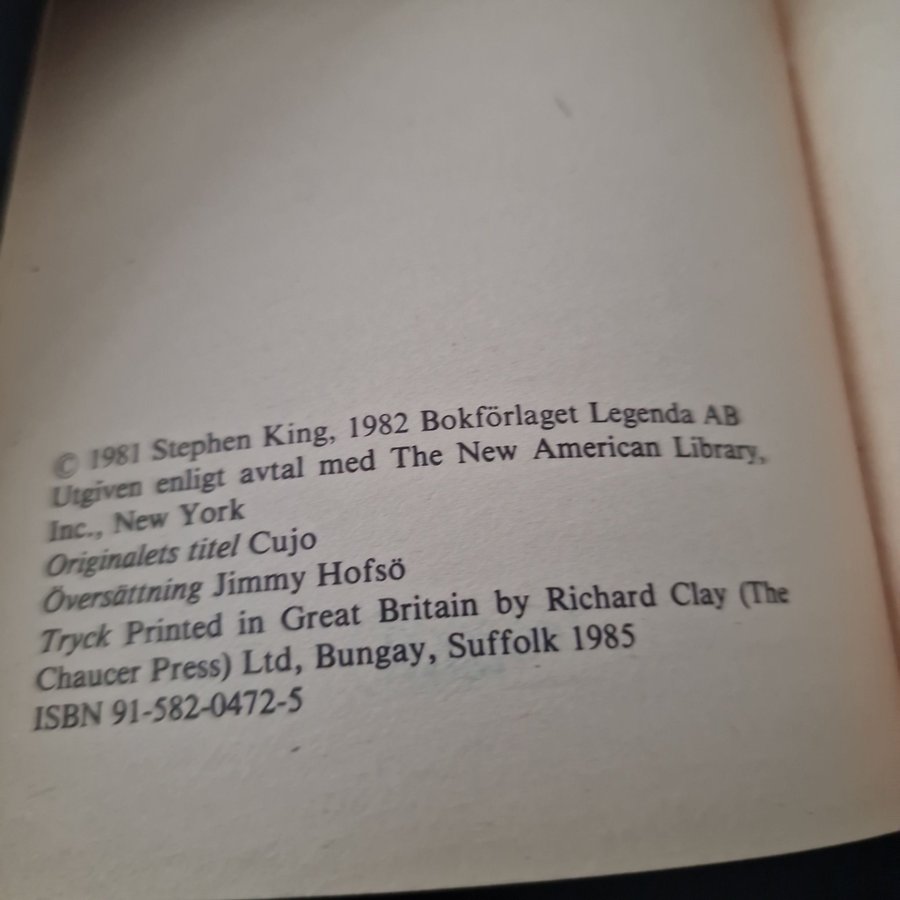 © 1981 Stephen King, 1982 Bokförlaget Legenda AB
Utgiven enligt avtal med The New American Library,
Inc., New York
Originalets titel Cujo
Översättning Jimmy Hofsö
Tryck Printed in Great Britain by Richard Clay (The
Chaucer Press) Ltd, Bungay, Suffolk 1985
ISBN 91-582-0472-5